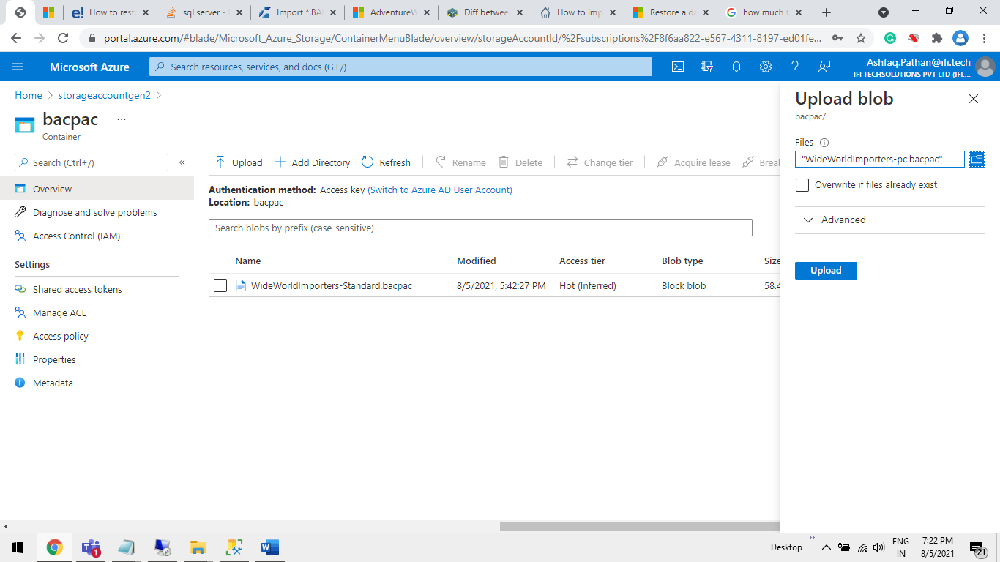 How to rest
sql server -
Import *.BA
AdventureW
Diff betwee
How to imp
Restore a da
how much t
portal.azure.com/#blade/Microsoft_Azure_Storage/ContainerMenuBlade/overview/storageAccountId/%2Fsubscriptions%2F8f6aa822-e567-4311-8197-ed01fe...
Microsoft Azure
Search resources, services, and docs (G+/)
Ashfaq.Pathan@ifi.tech
IFI TECHSOLUTIONS PVT LTD (IFI....
Home > storageaccountgen2 >
bacpac ...
Container
Search (Ctrl+/)
«
Overview
Diagnose and solve problems
Access Control (IAM)
Settings
Shared access tokens
Manage ACL
Access policy
Properties
Metadata
Upload Add Directory Refresh Rename Delete Change tier Acquire lease Break
Authentication method: Access key (Switch to Azure AD User Account)
Location: bacpac
Search blobs by prefix (case-sensitive)
Name Modified Access tier Blob type Size
WideWorldImporters-Standard.bacpac 8/5/2021, 5:42:27 PM Hot (Inferred) Block blob 58.4
Upload blob
bacpac/
Files
"WideWorldImporters-pc.bacpac"
Overwrite if files already exist
Advanced
Upload
1
Desktop
»
ENG
IN
7:22 PM
8/5/2021
21